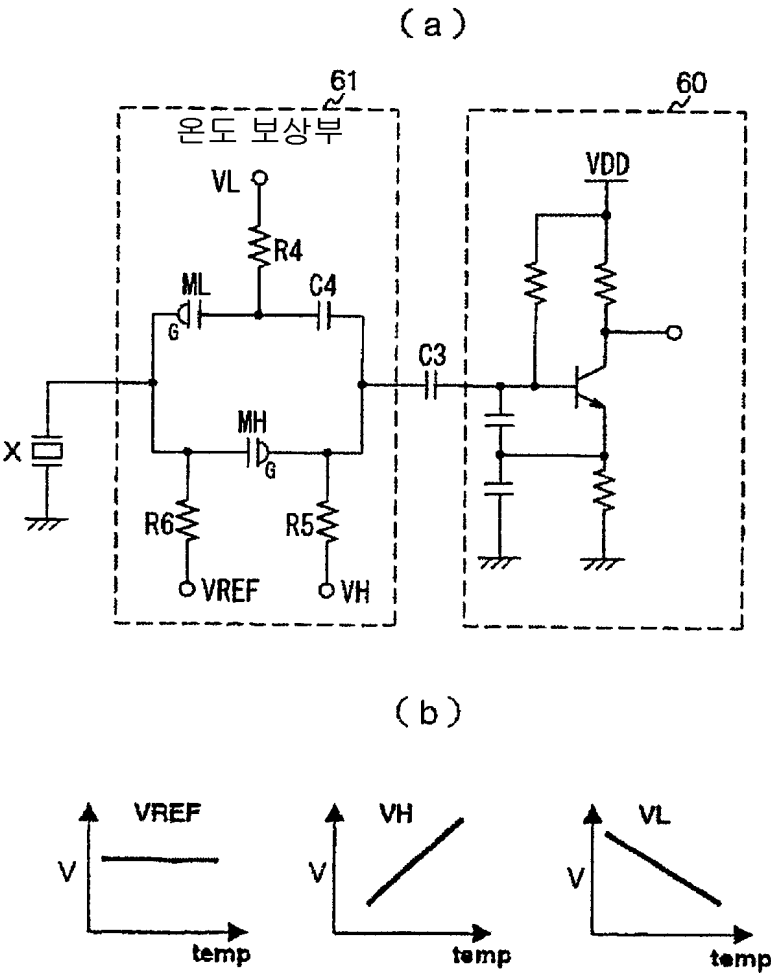 (a)
61
60
온도 보상부
VDD
VL
R4
ML
C4
G
C3
MH
G
X
R6
R5
VREF
VH
(b)
VREF
VH
VL
V
V
V
temp
temp
temp